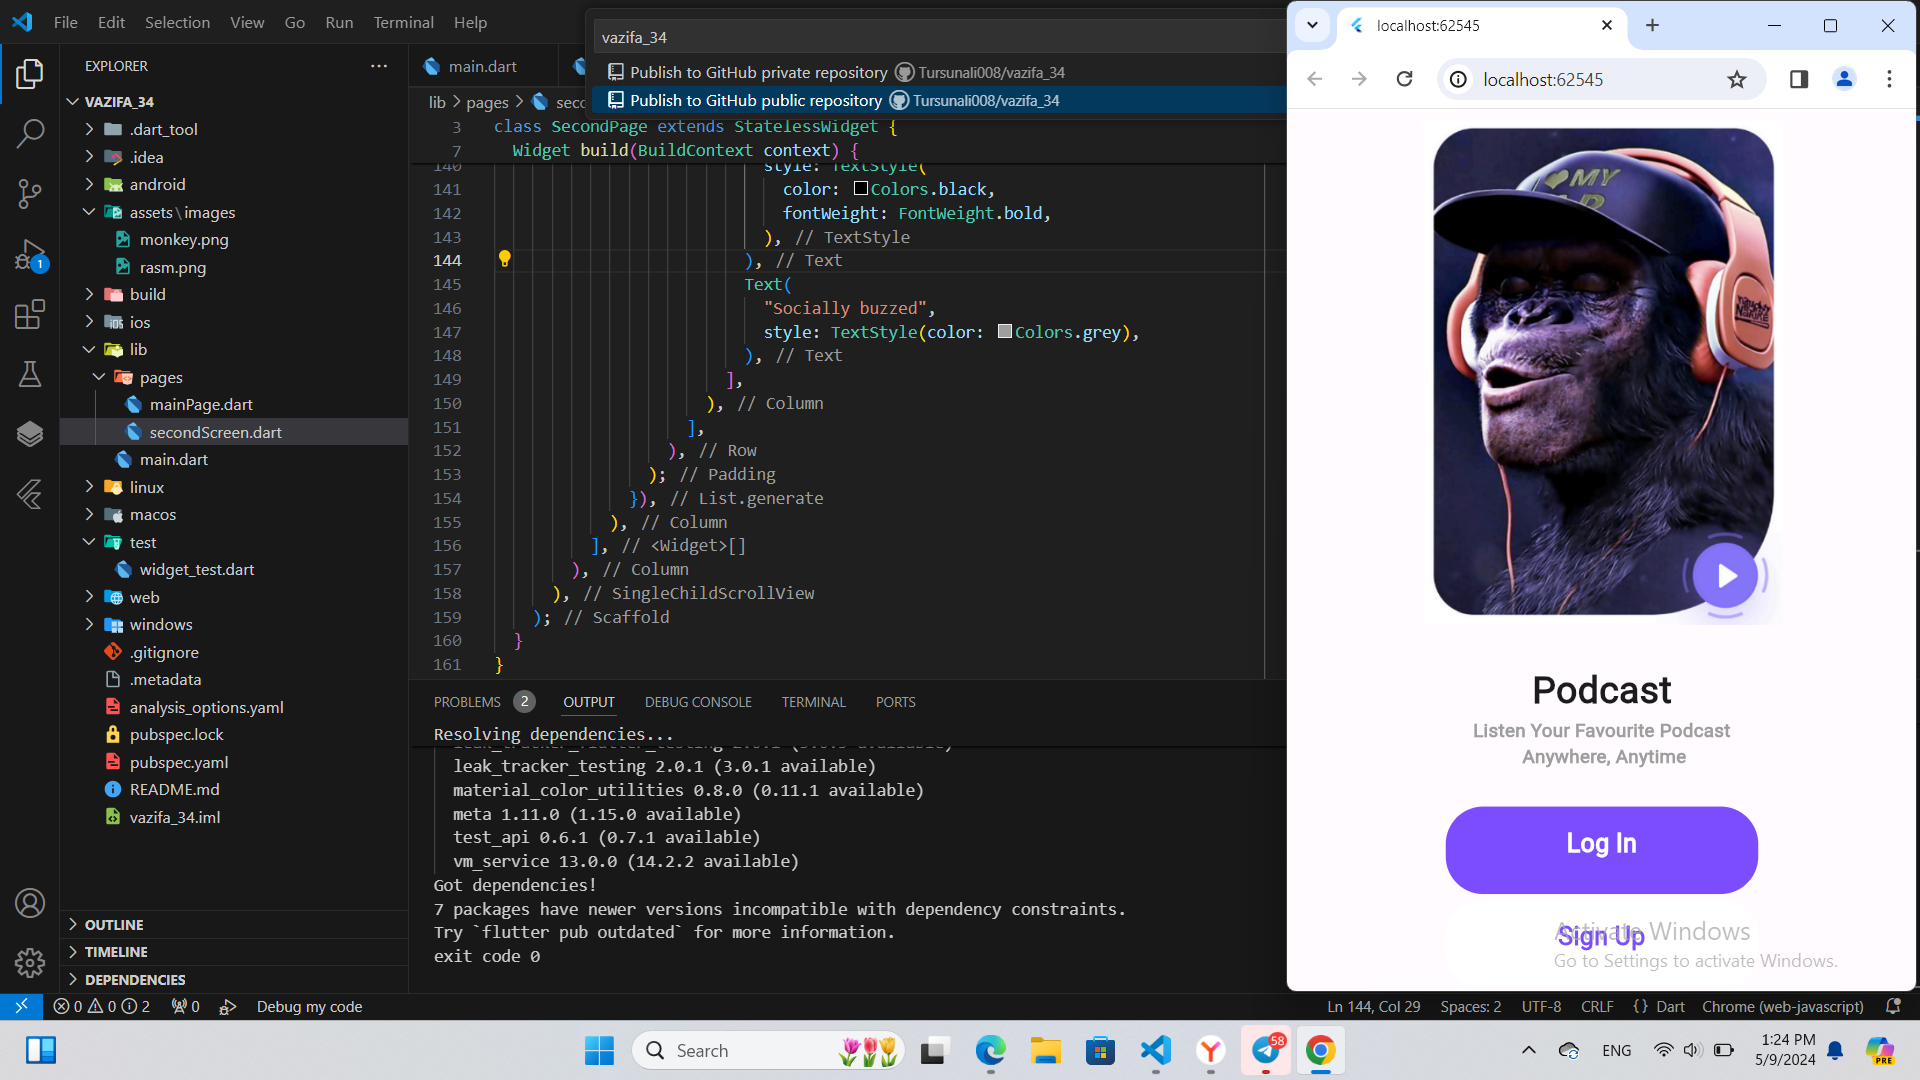 File Edit Selection View Go Run Terminal Help
vazifa_34
Publish to GitHub private repository Tursunali008/vazifa_34
Publish to GitHub public repository Tursunali008/vazifa_34
EXPLORER
VAZIFA_34
.dart_tool
.idea
android
assets\images
monkey.png
rasm.png
build
ios
lib
pages
mainPage.dart
secondScreen.dart
main.dart
linux
macos
test
widget_test.dart
web
windows
.gitignore
.metadata
analysis_options.yaml
pubspec.lock
pubspec.yaml
README.md
vazifa_34.iml
OUTLINE
TIMELINE
DEPENDENCIES
1
main.dart
lib > pages >
3 class SecondPage extends StatelessWidget {
7 Widget build(BuildContext context) {
140 style: TextStyle(
141 color: Colors.black,
142 fontWeight: FontWeight.bold,
143 ), // TextStyle
144 ), // Text
145 Text(
146 "Socially buzzed",
147 style: TextStyle(color: Colors.grey),
148 ), // Text
149 ],
150 ), // Column
151 ],
152 ), // Row
153 ); // Padding
154 }), // List.generate
155 ), // Column
156 ], // <Widget>[]
157 ), // Column
158 ), // SingleChildScrollView
159 ); // Scaffold
160 }
161 }
PROBLEMS 2 OUTPUT DEBUG CONSOLE TERMINAL PORTS
Resolving dependencies...
leak_tracker_testing 2.0.1 (3.0.1 available)
material_color_utilities 0.8.0 (0.11.1 available)
meta 1.11.0 (1.15.0 available)
test_api 0.6.1 (0.7.1 available)
vm_service 13.0.0 (14.2.2 available)
Got dependencies!
7 packages have newer versions incompatible with dependency constraints.
Try `flutter pub outdated` for more information.
exit code 0
localhost:62545
localhost:62545
MY
Podcast
Listen Your Favourite Podcast
Anywhere, Anytime
Log In
Sign Up
Activate Windows
Go to Settings to activate Windows.
0 0 2 0 Debug my code
Ln 144, Col 29 Spaces: 2 UTF-8 CRLF {} Dart Chrome (web-javascript)
Search
58
ENG
1:24 PM
5/9/2024
PRE